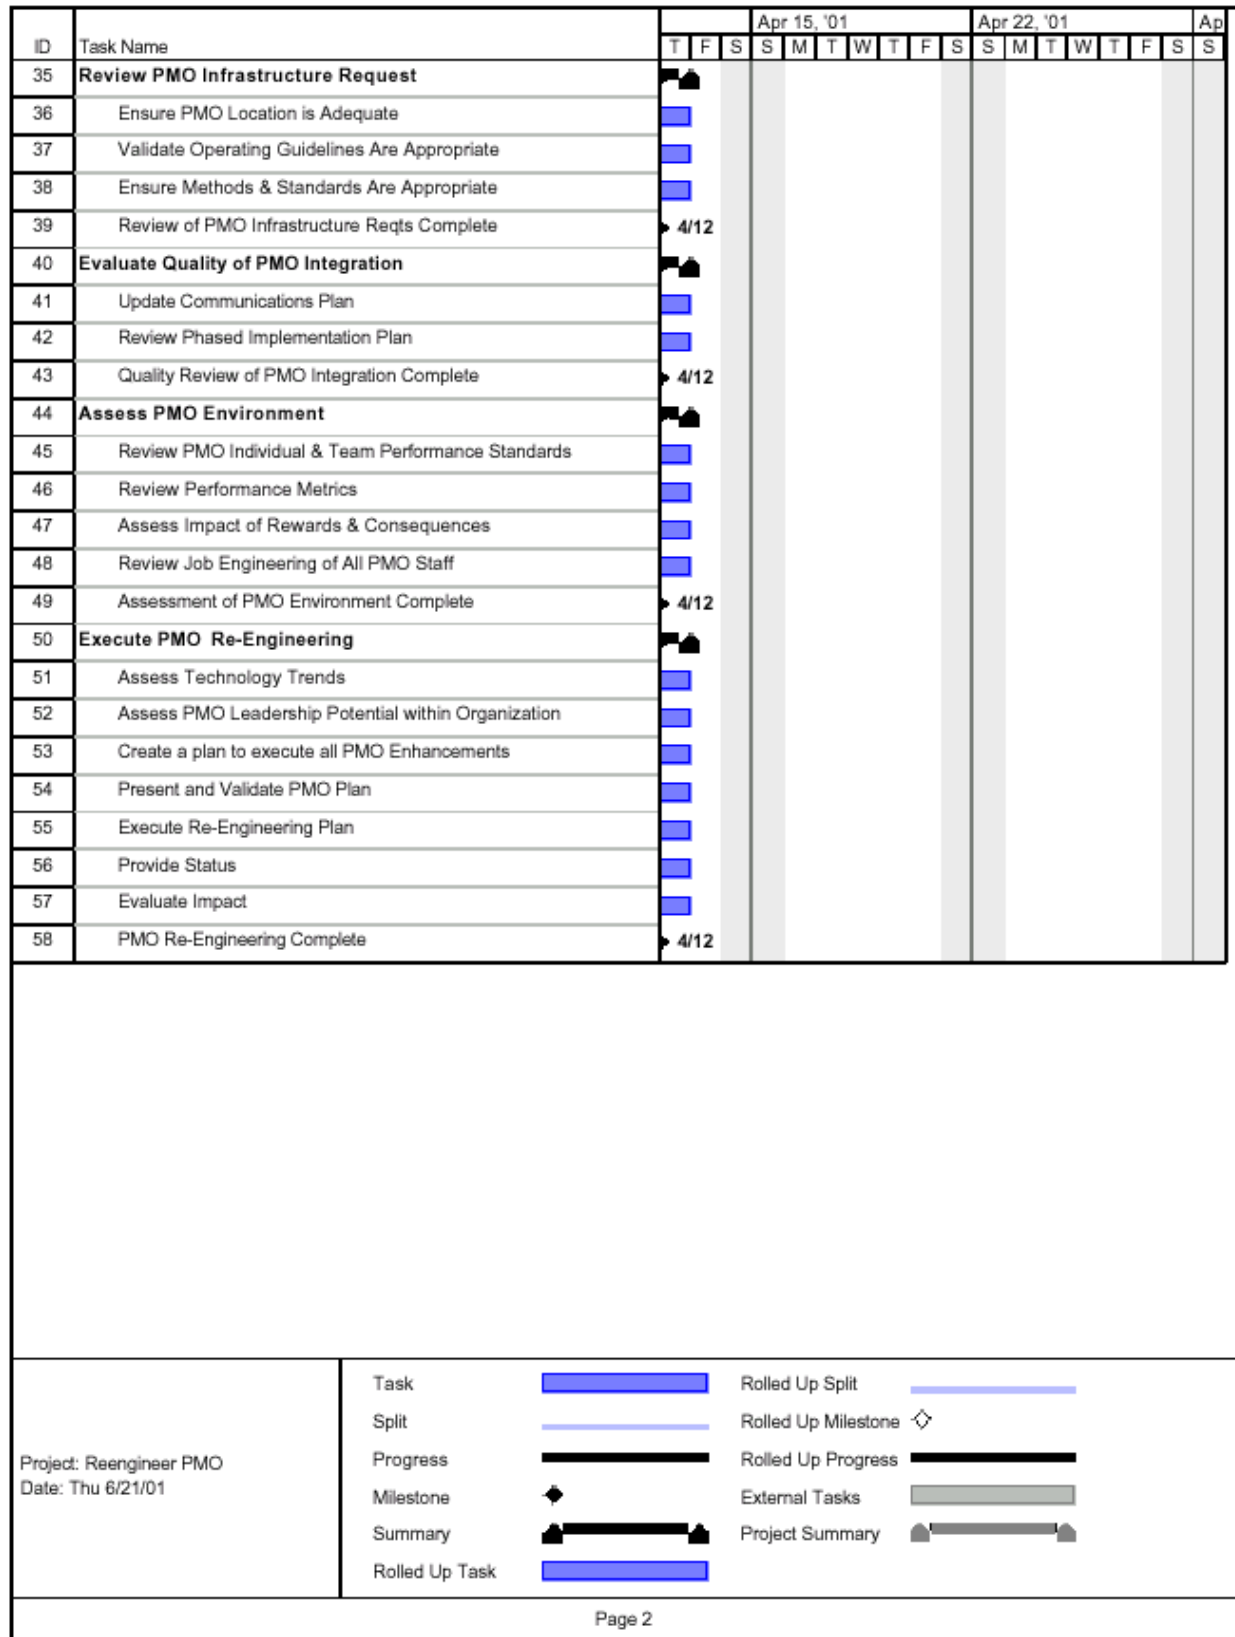 Apr 15, '01 Apr 22, '01 Ap
ID Task Name T F S S M T W T F S S M T W T F S S
35 Review PMO Infrastructure Request
36 Ensure PMO Location is Adequate
37 Validate Operating Guidelines Are Appropriate
38 Ensure Methods & Standards Are Appropriate
39 Review of PMO Infrastructure Reqts Complete 4/12
40 Evaluate Quality of PMO Integration
41 Update Communications Plan
42 Review Phased Implementation Plan
43 Quality Review of PMO Integration Complete 4/12
44 Assess PMO Environment
45 Review PMO Individual & Team Performance Standards
46 Review Performance Metrics
47 Assess Impact of Rewards & Consequences
48 Review Job Engineering of All PMO Staff
49 Assessment of PMO Environment Complete 4/12
50 Execute PMO Re-Engineering
51 Assess Technology Trends
52 Assess PMO Leadership Potential within Organization
53 Create a plan to execute all PMO Enhancements
54 Present and Validate PMO Plan
55 Execute Re-Engineering Plan
56 Provide Status
57 Evaluate Impact
58 PMO Re-Engineering Complete 4/12
Project: Reengineer PMO
Date: Thu 6/21/01
Task Rolled Up Split
Split Rolled Up Milestone
Progress Rolled Up Progress
Milestone External Tasks
Summary Project Summary
Rolled Up Task
Page 2